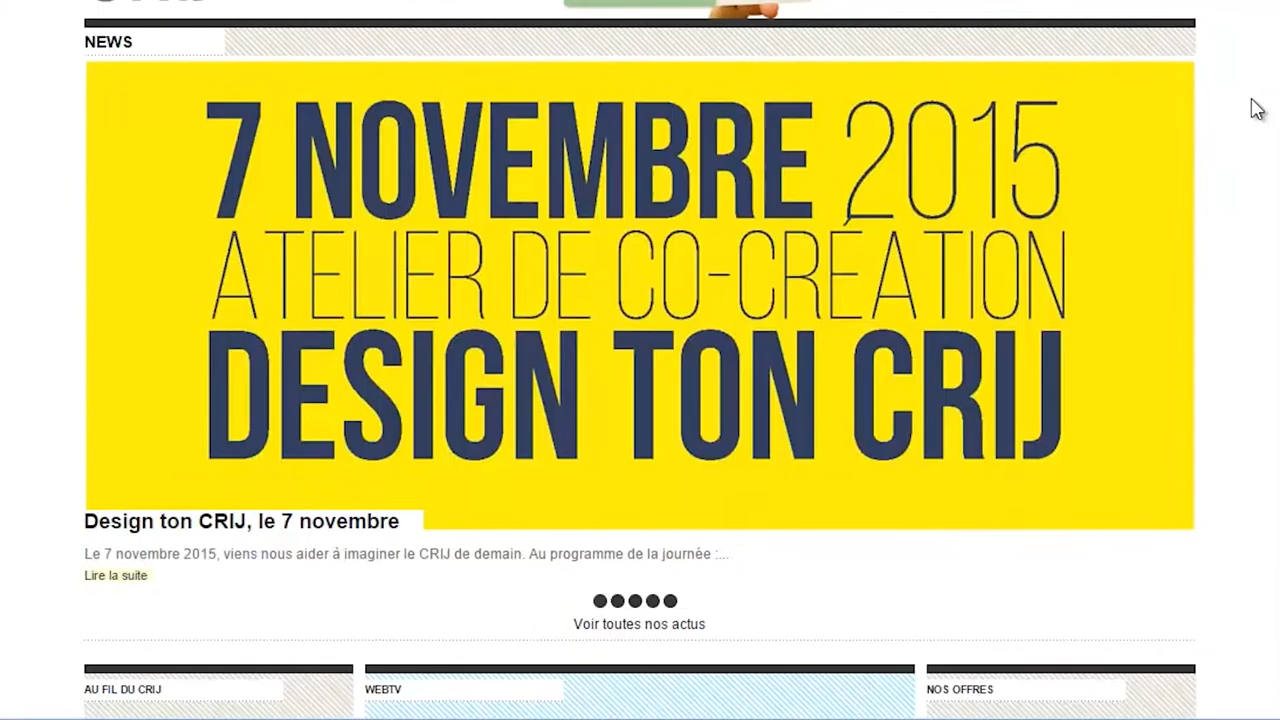 NEWS
7 NOVEMBRE 2015
ATELIER DE CO-CRÉATION
DESIGN TON CRIJ
Design ton CRIJ, le 7 novembre
Le 7 novembre 2015, viens nous aider à imaginer le CRIJ de demain. Au programme de la journée :...
Lire la suite
Voir toutes nos actus
AU FIL DU CRIJ
WEBTV
NOS OFFRES